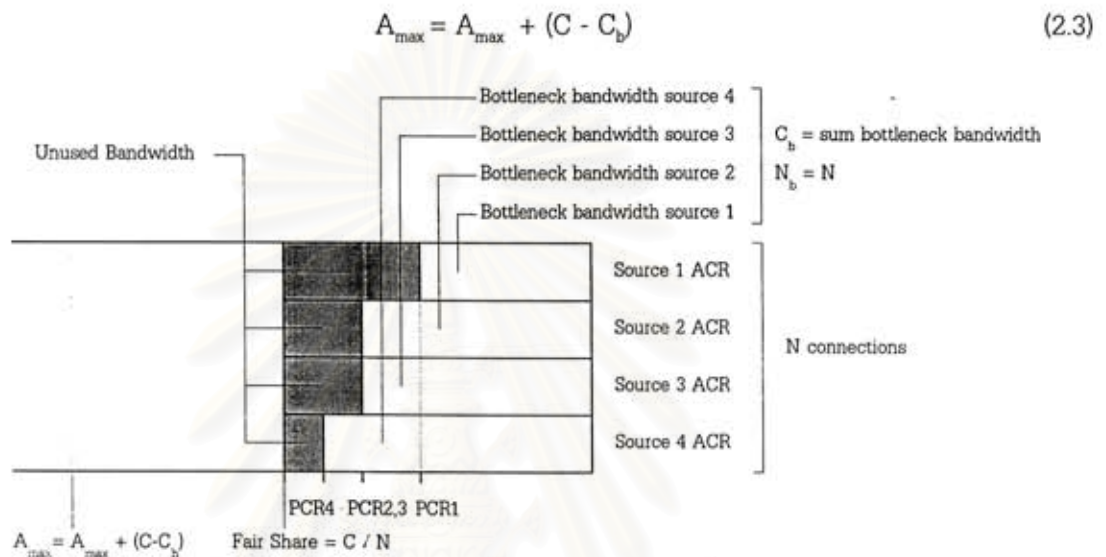 A_max = A_max + (C - C_b) (2.3)
Bottleneck bandwidth source 4
Bottleneck bandwidth source 3
Bottleneck bandwidth source 2
Bottleneck bandwidth source 1
C_b = sum bottleneck bandwidth
N_b = N
Unused Bandwidth
Source 1 ACR
Source 2 ACR
Source 3 ACR
Source 4 ACR
N connections
PCR4 PCR2,3 PCR1
A_max = A_max + (C-C_b) Fair Share = C / N